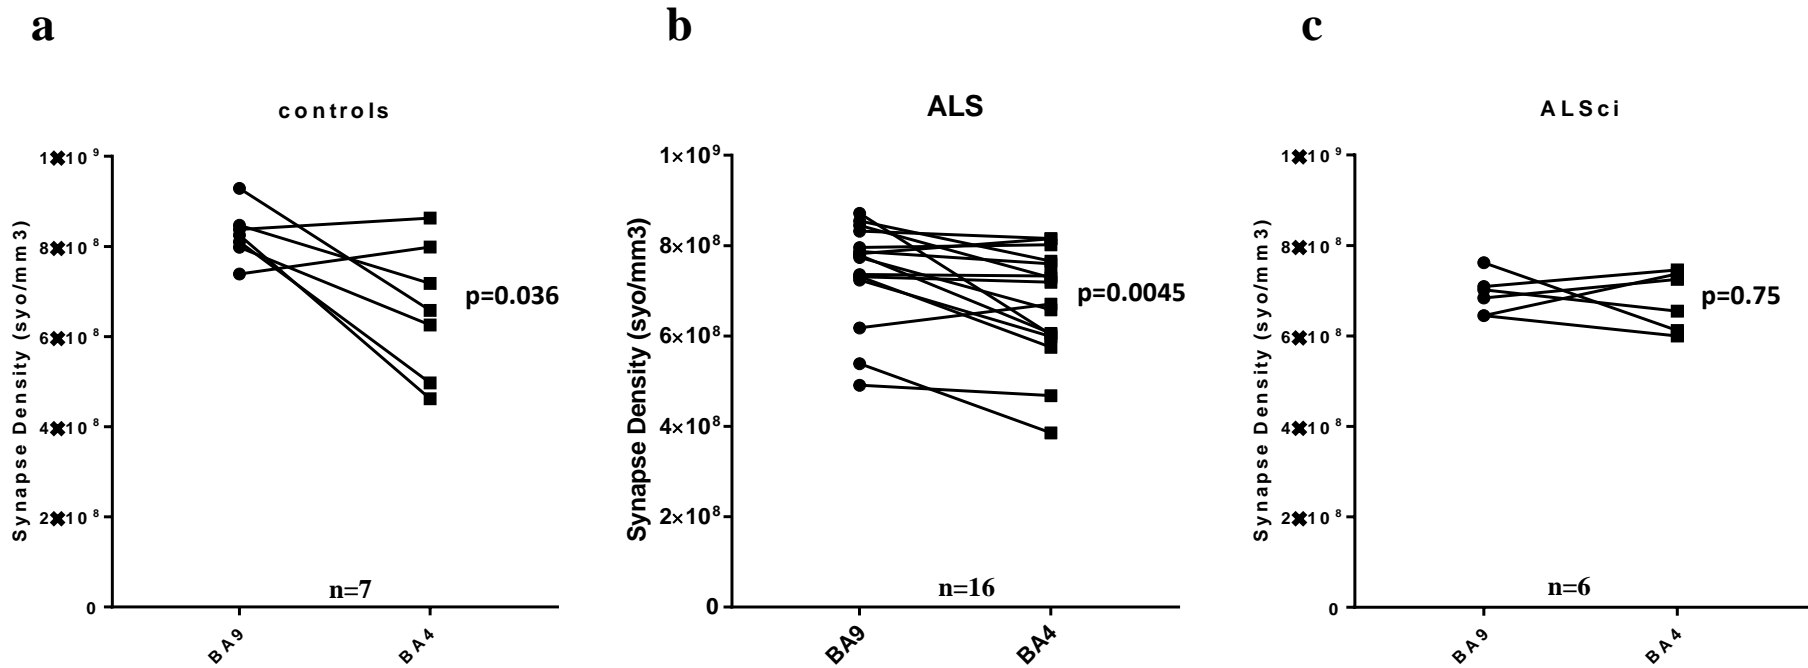 a
b
c
controls
ALS
ALSci
Synapse Density (syo/mm3)
1✖10⁹
8✖10⁸
6✖10⁸
4✖10⁸
2✖10⁸
0
p=0.036
n=7
BA9
BA4
Synapse Density (syo/mm3)
1×10⁹
8×10⁸
6×10⁸
4×10⁸
2×10⁸
0
p=0.0045
n=16
BA9
BA4
Synapse Density (syo/mm3)
1✖10⁹
8✖10⁸
6✖10⁸
4✖10⁸
2✖10⁸
0
p=0.75
n=6
BA9
BA4